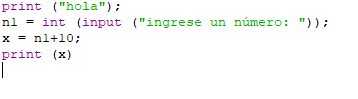 print ("hola");
n1 = int (input ("ingrese un número: "));
x = n1+10;
print (x)